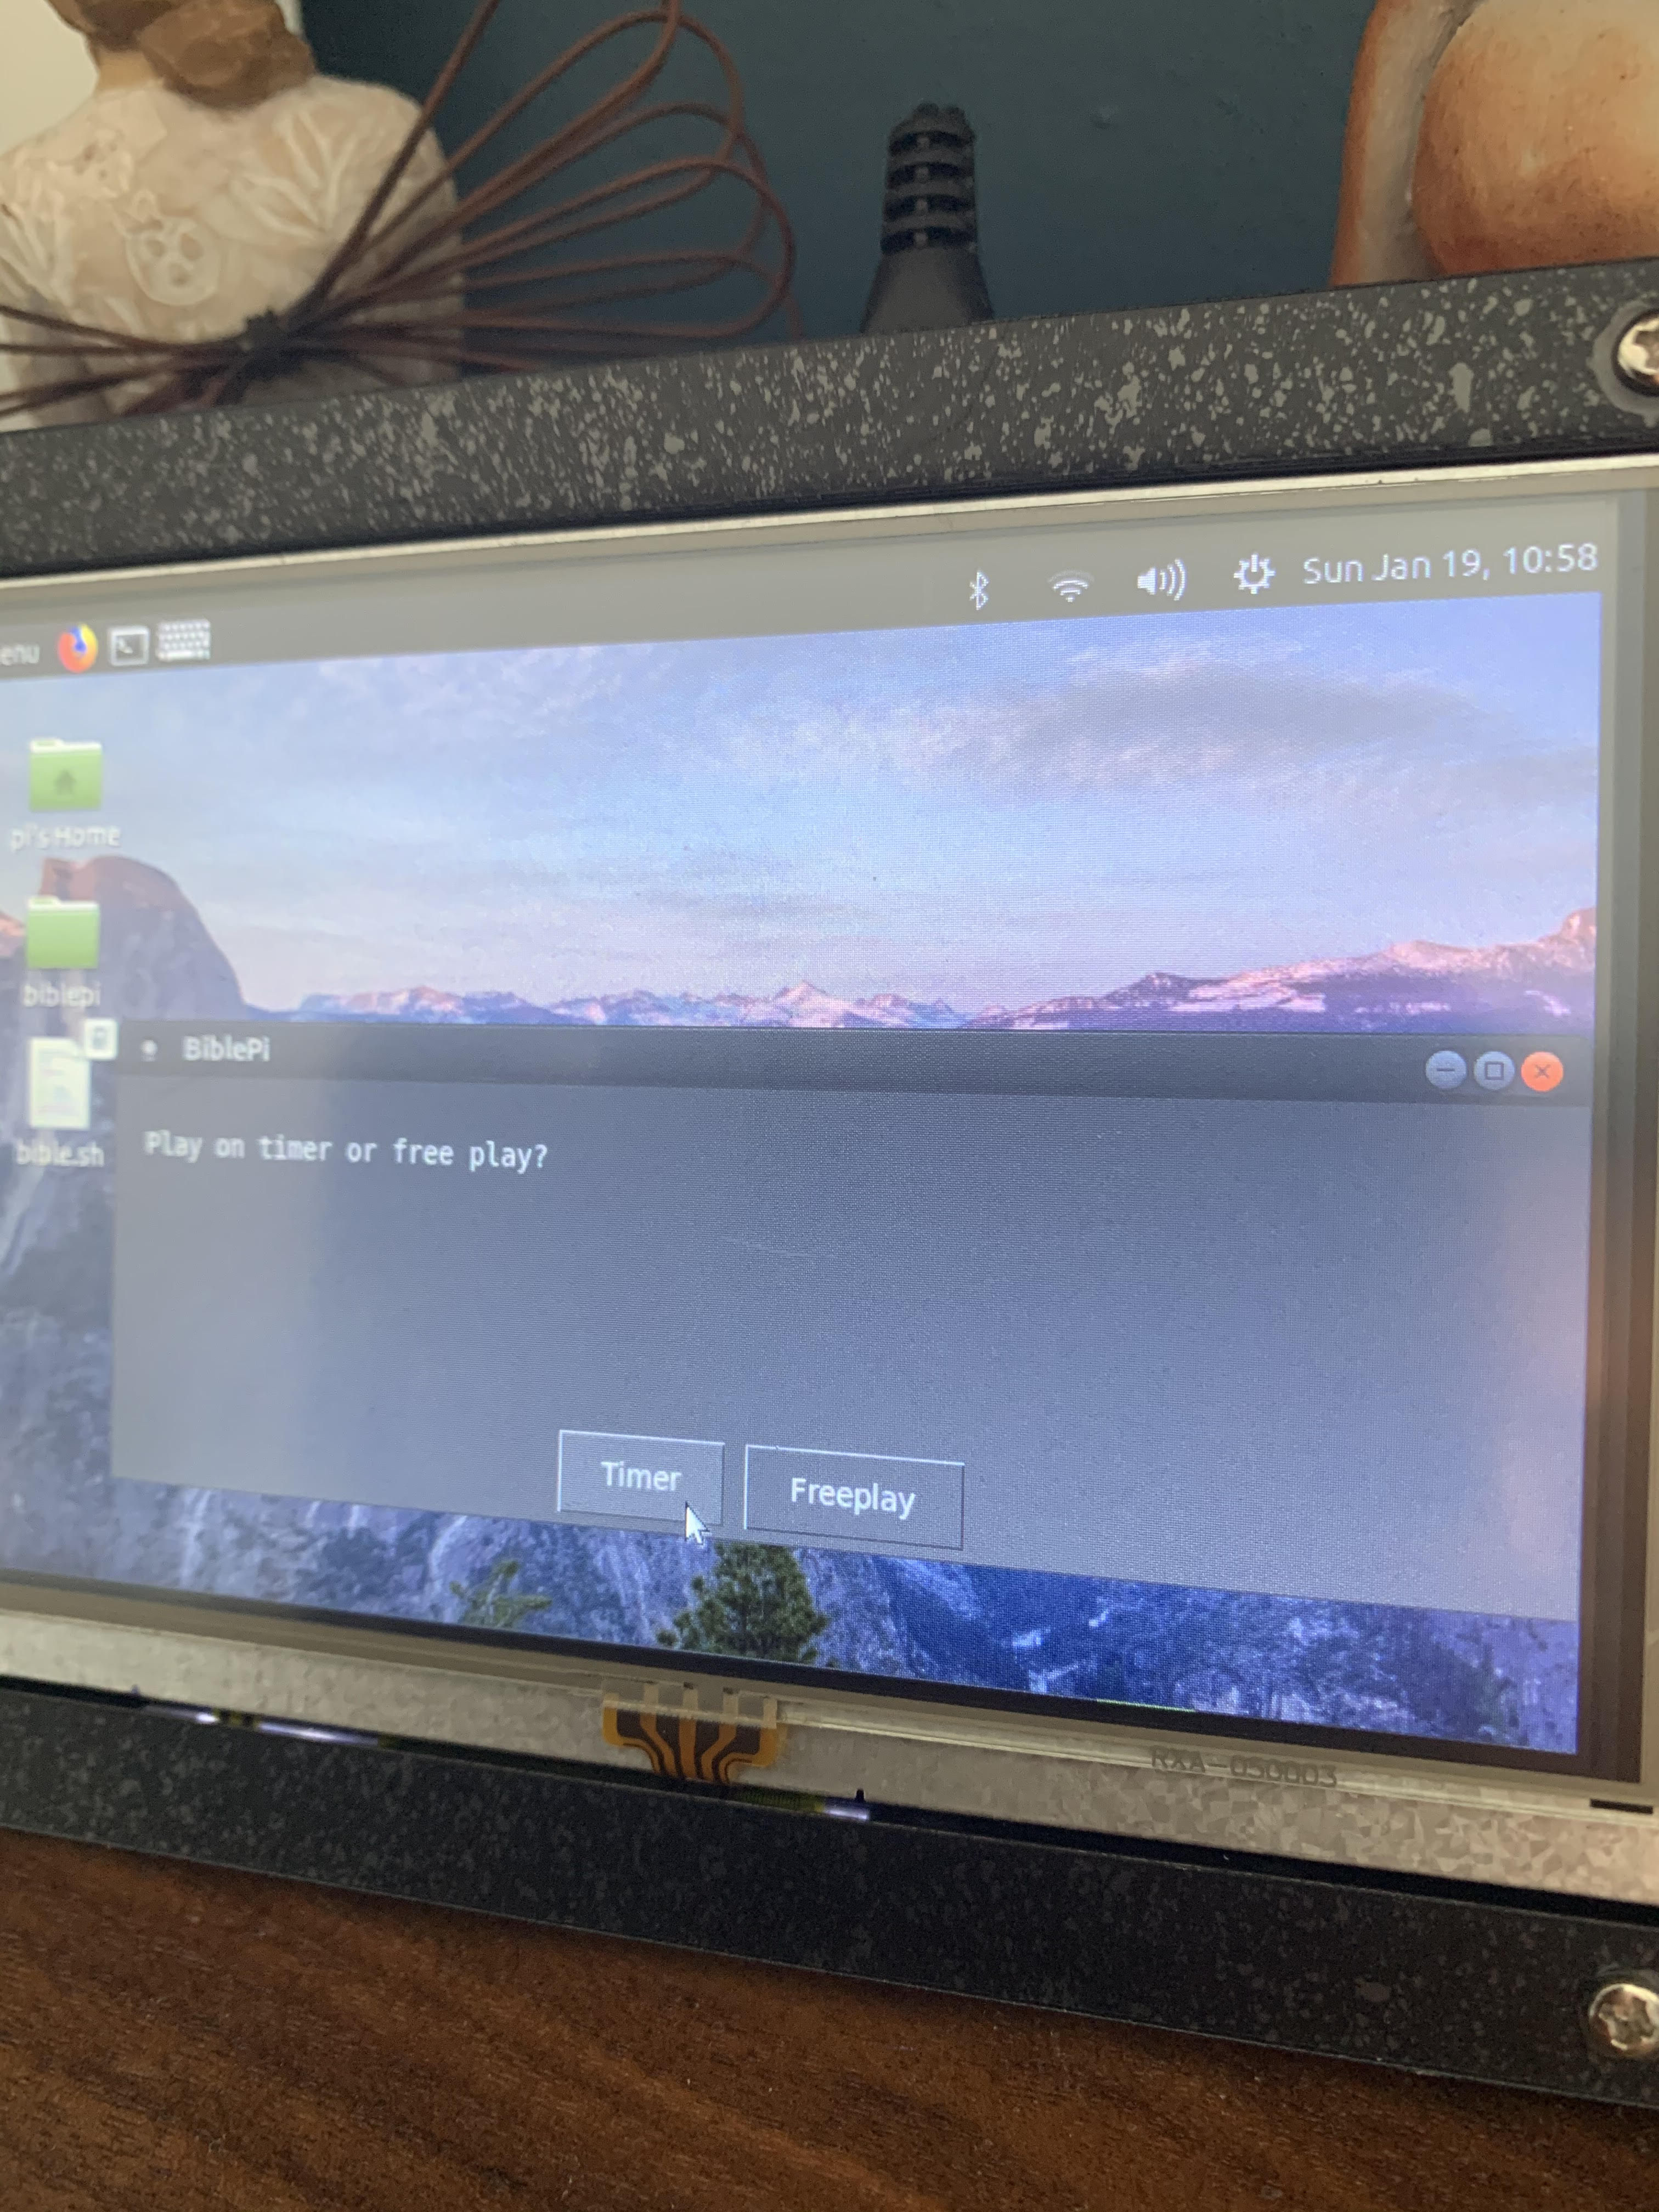 enu
Sun Jan 19, 10:58
pi's Home
biblepi
bible.sh
BiblePi
Play on timer or free play?
Timer
Freeplay
RXA-050003